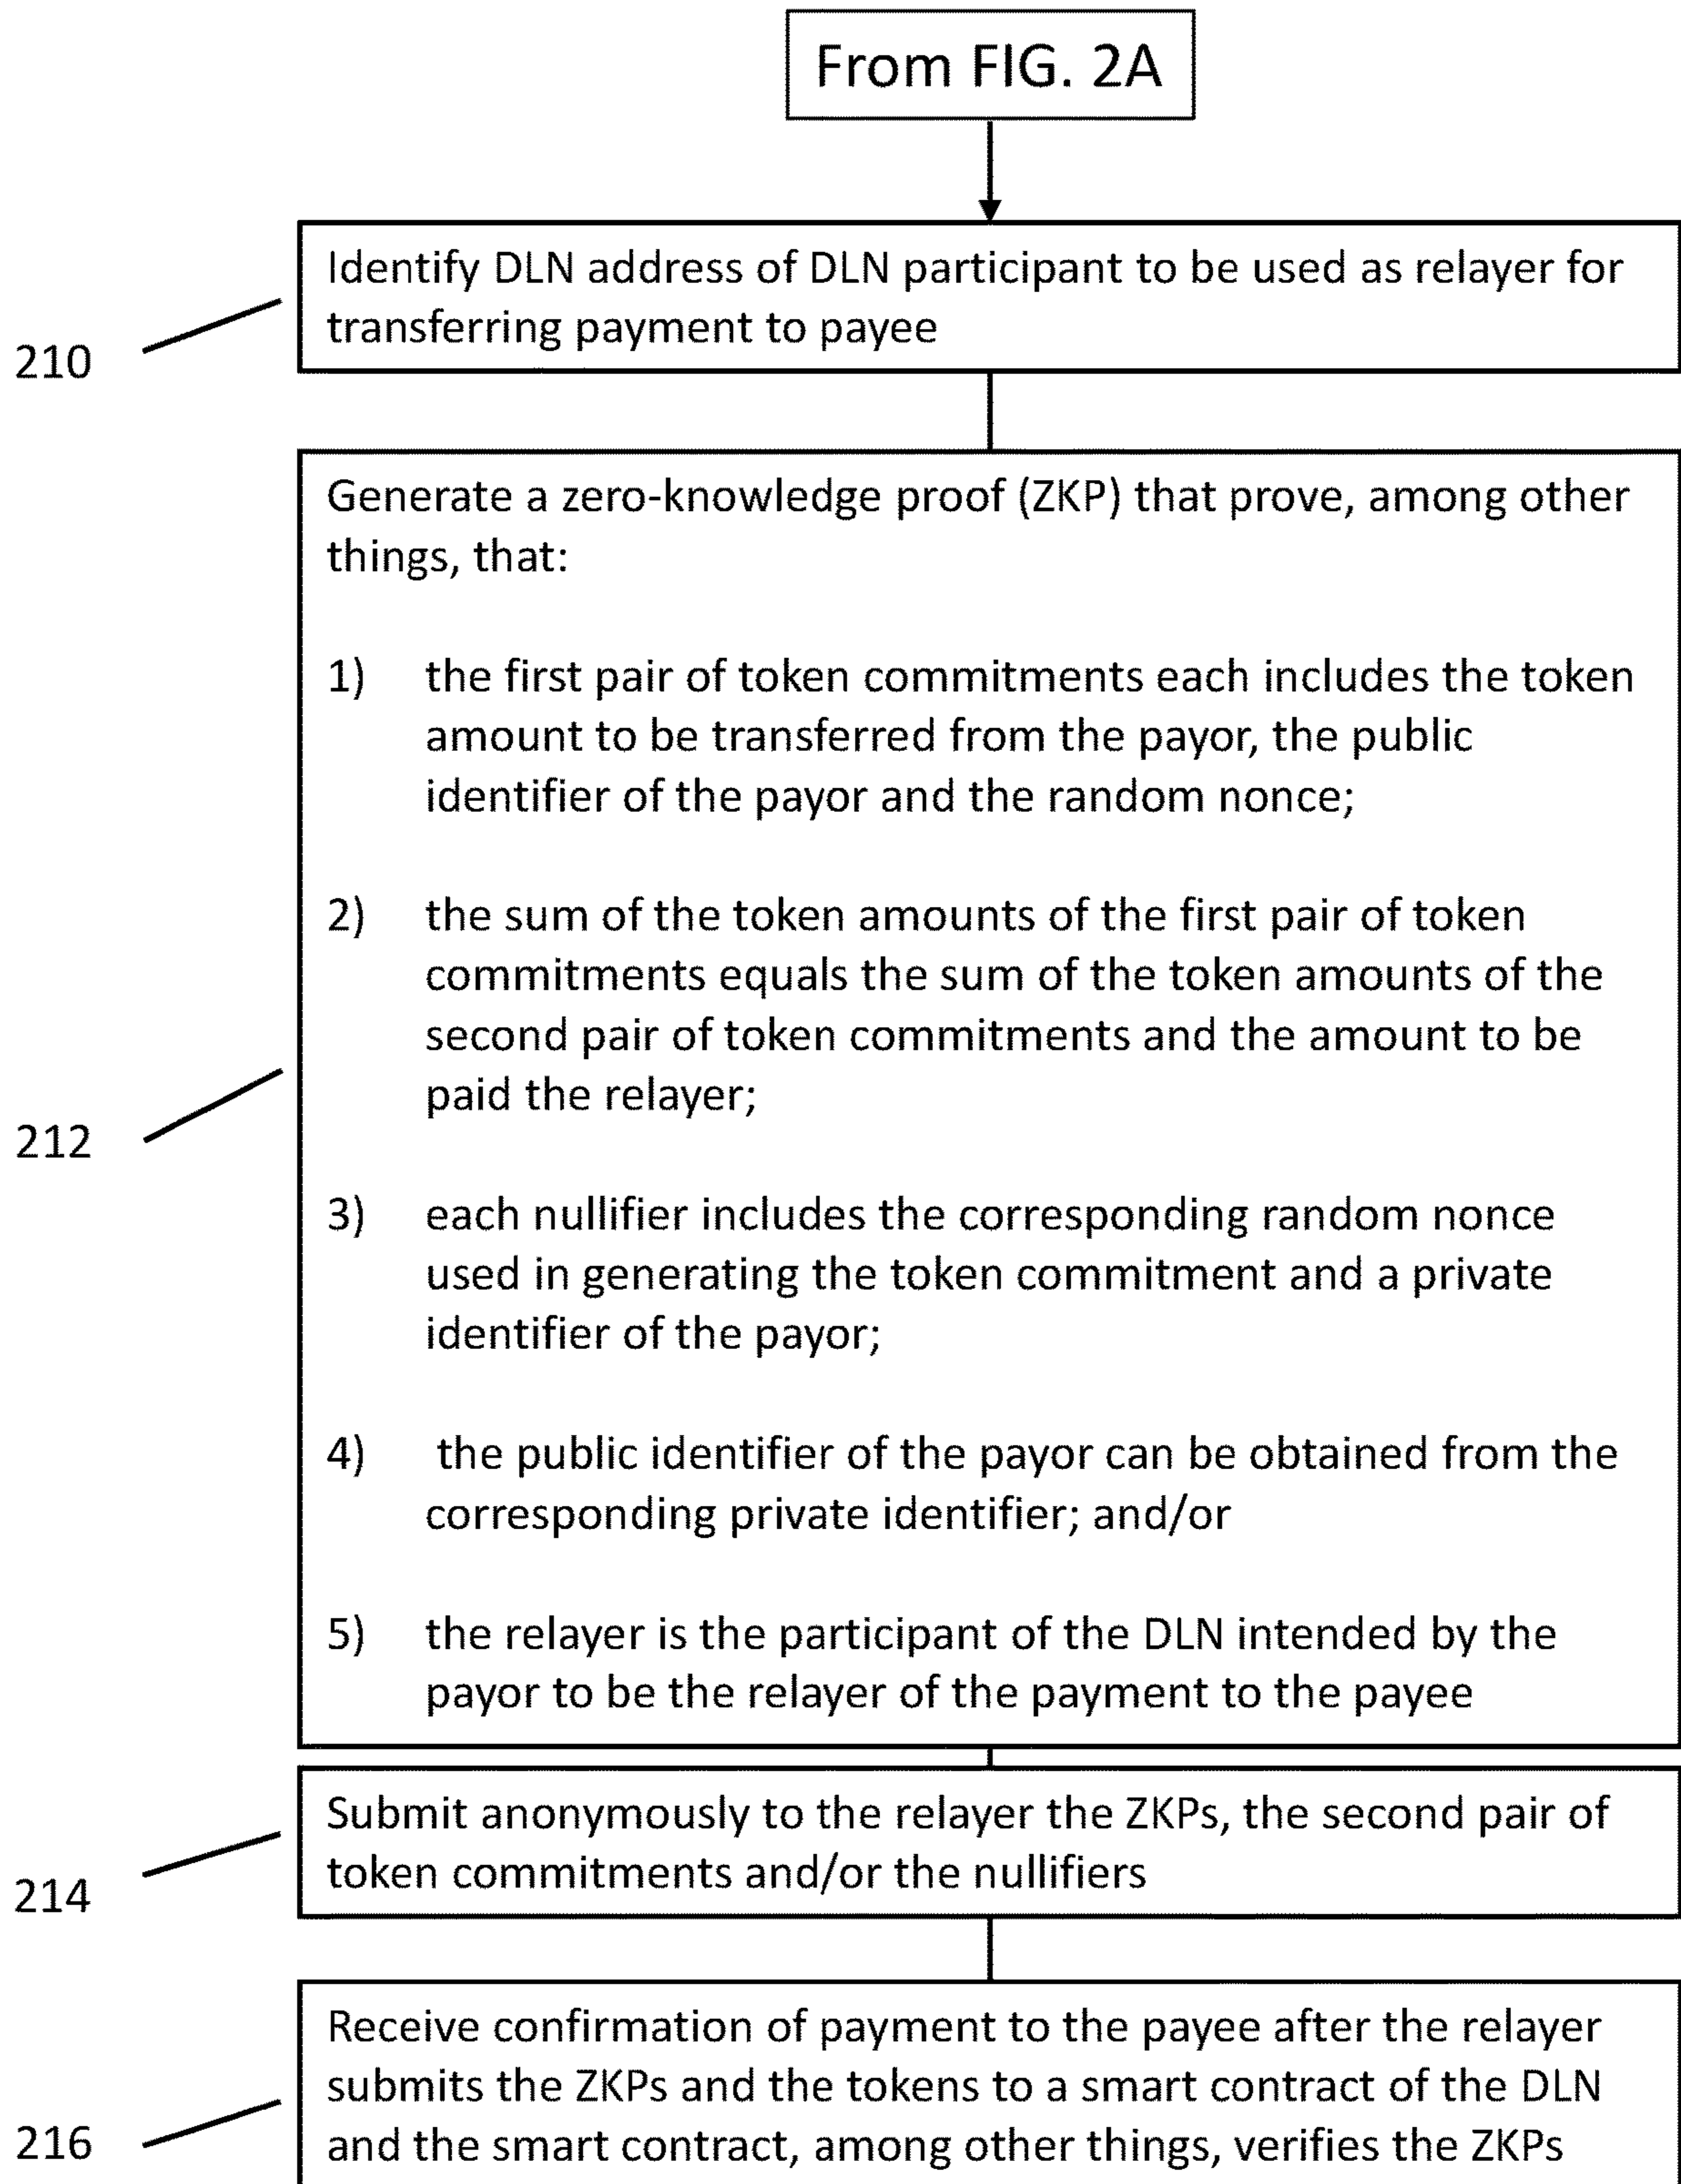 From FIG. 2A
Identify DLN address of DLN participant to be used as relayer for
transferring payment to payee
210
Generate a zero-knowledge proof (ZKP) that prove, among other
things, that:
1) the first pair of token commitments each includes the token
amount to be transferred from the payor, the public
identifier of the payor and the random nonce;
2) the sum of the token amounts of the first pair of token
commitments equals the sum of the token amounts of the
second pair of token commitments and the amount to be
paid the relayer;
212
3) each nullifier includes the corresponding random nonce
used in generating the token commitment and a private
identifier of the payor;
4) the public identifier of the payor can be obtained from the
corresponding private identifier; and/or
5) the relayer is the participant of the DLN intended by the
payor to be the relayer of the payment to the payee
Submit anonymously to the relayer the ZKPs, the second pair of
token commitments and/or the nullifiers
214
Receive confirmation of payment to the payee after the relayer
submits the ZKPs and the tokens to a smart contract of the DLN
and the smart contract, among other things, verifies the ZKPs
216